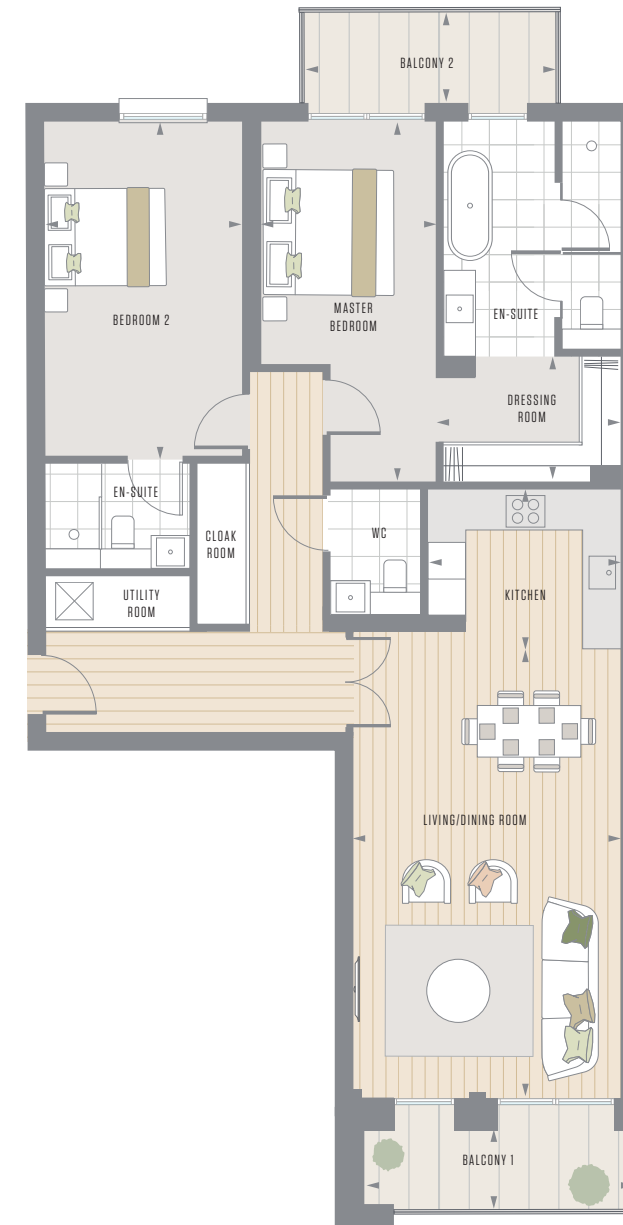 BALCONY 2
BEDROOM 2
MASTER
BEDROOM
EN-SUITE
DRESSING
ROOM
EN-SUITE
CLOAK
ROOM
WC
UTILITY
ROOM
KITCHEN
LIVING/DINING ROOM
BALCONY 1